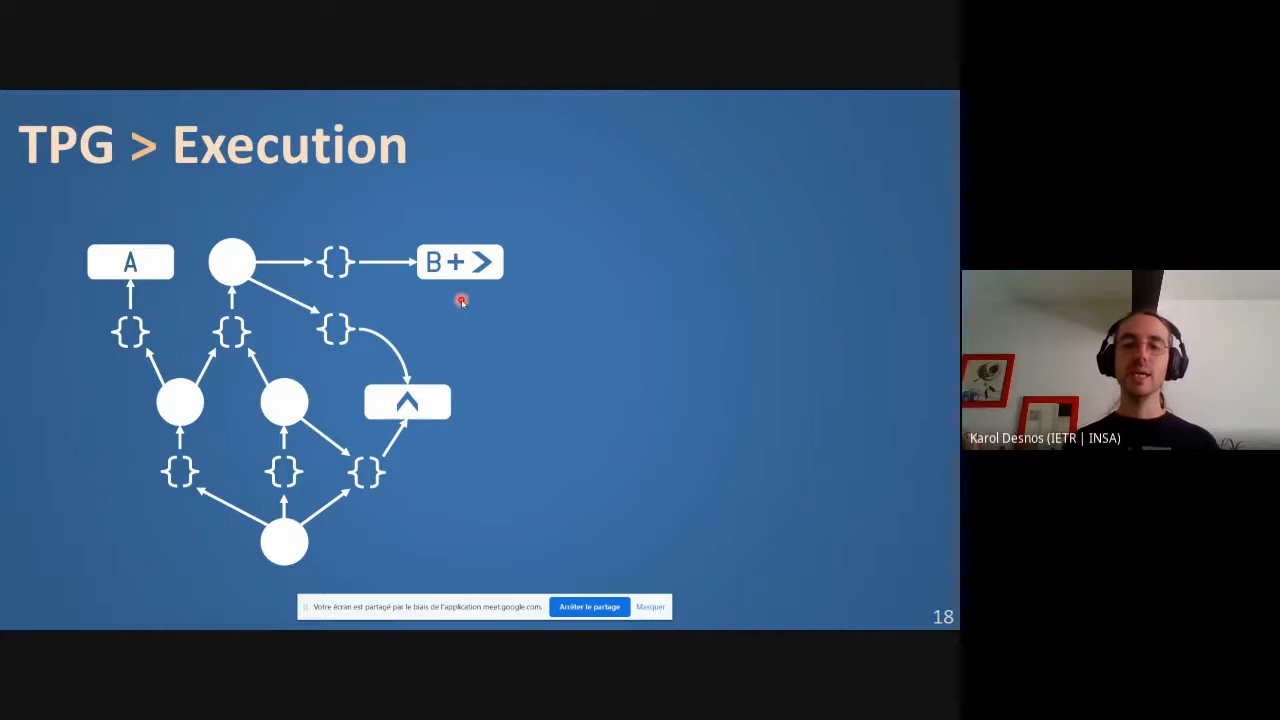 TPG > Execution
A
{}
B + >
{}
{}
{}
^
{}
{}
{}
Karol Desnos (IETR | INSA)
Votre écran est partagé par le biais de l'application meet.google.com.
Arrêter le partage
Masquer
18